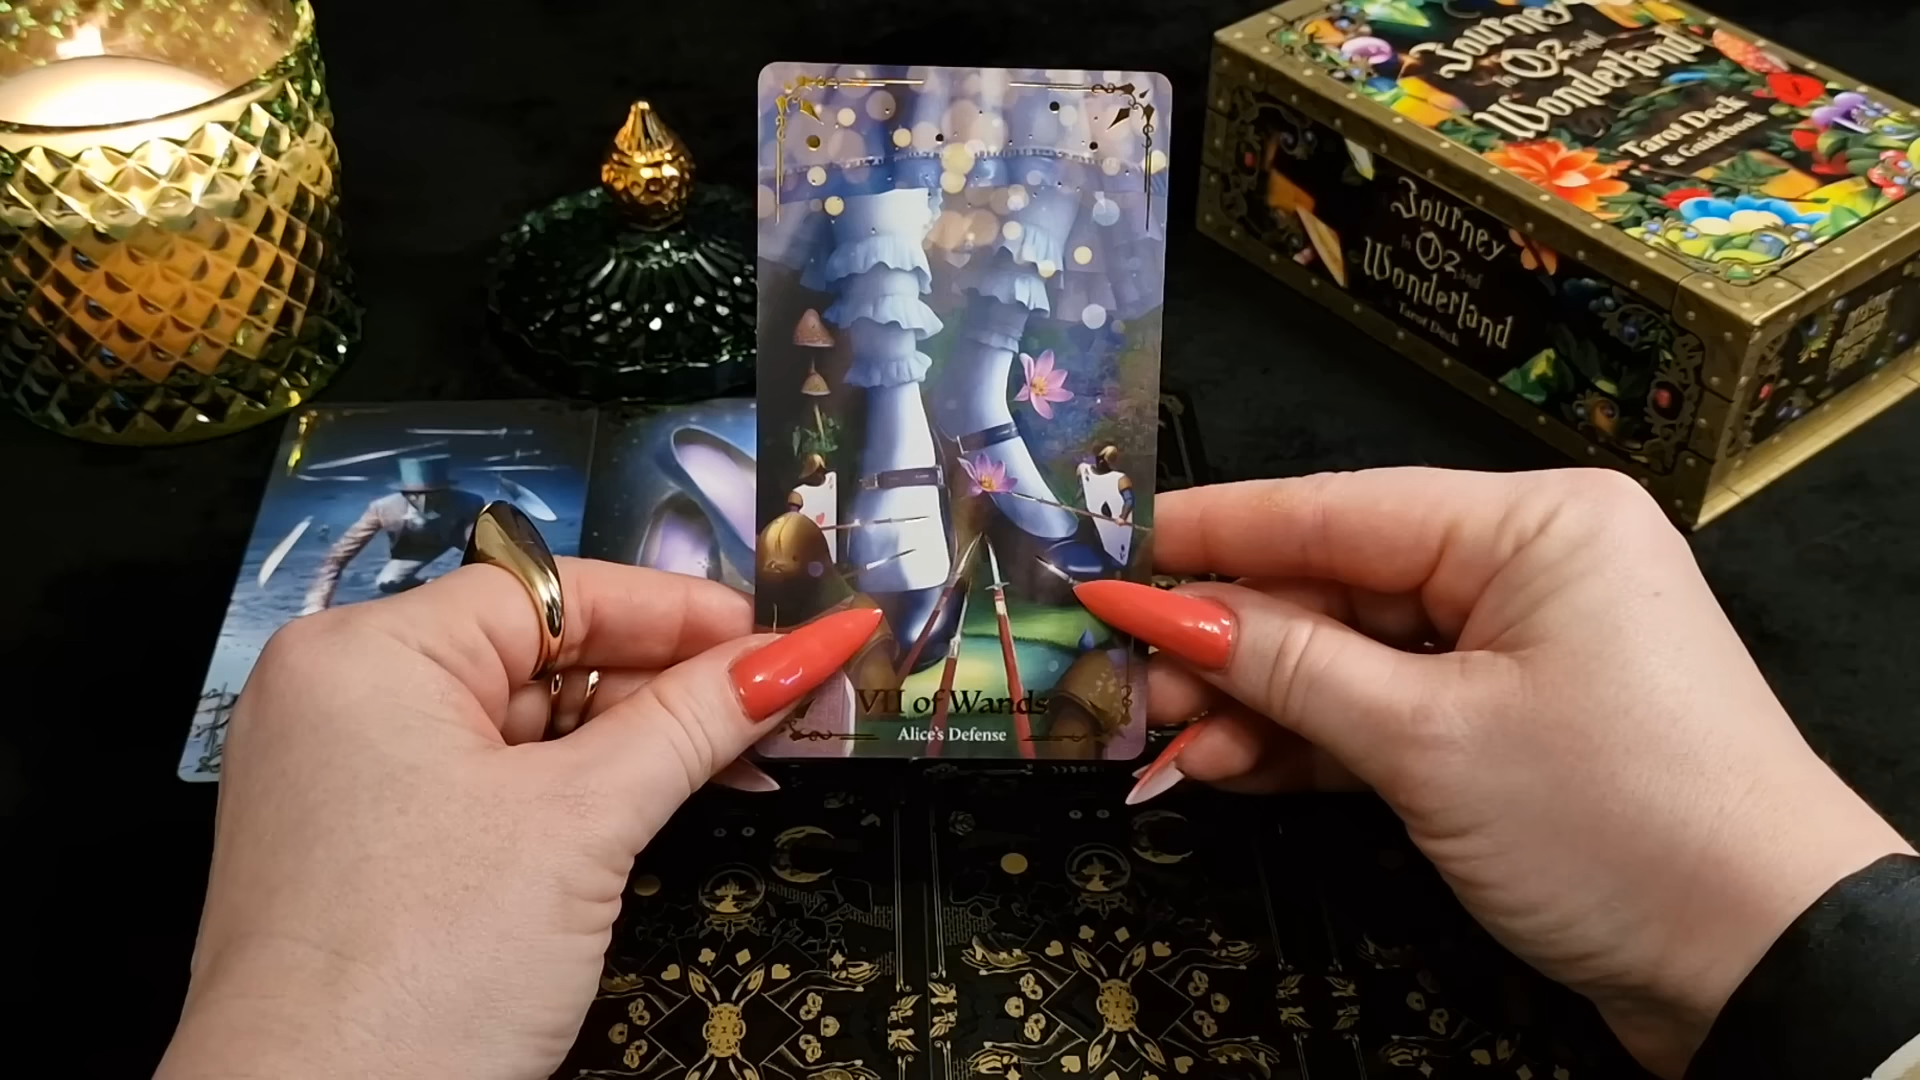 Journey
to Oz and
Wonderland
Tarot Deck
& Guidebook
Journey
to Oz and
Wonderland
Tarot Deck
VII of Wands
Alice's Defense